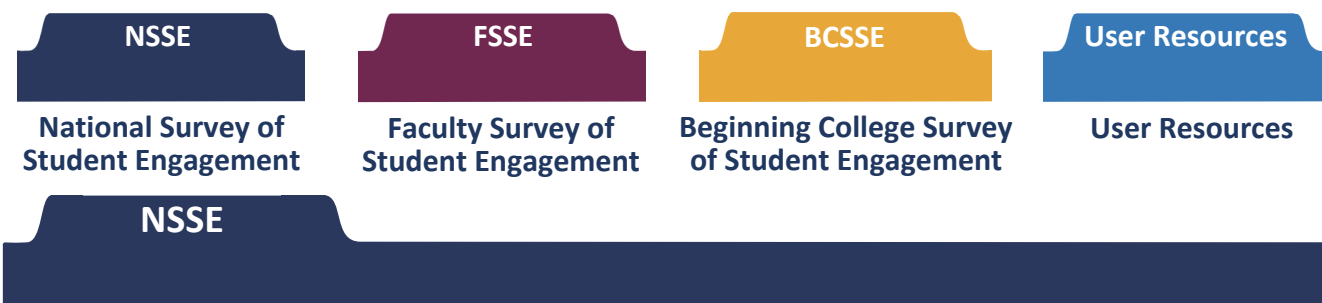 NSSE
FSSE
BCSSE
User Resources
National Survey of
Student Engagement
Faculty Survey of
Student Engagement
Beginning College Survey
of Student Engagement
User Resources
NSSE